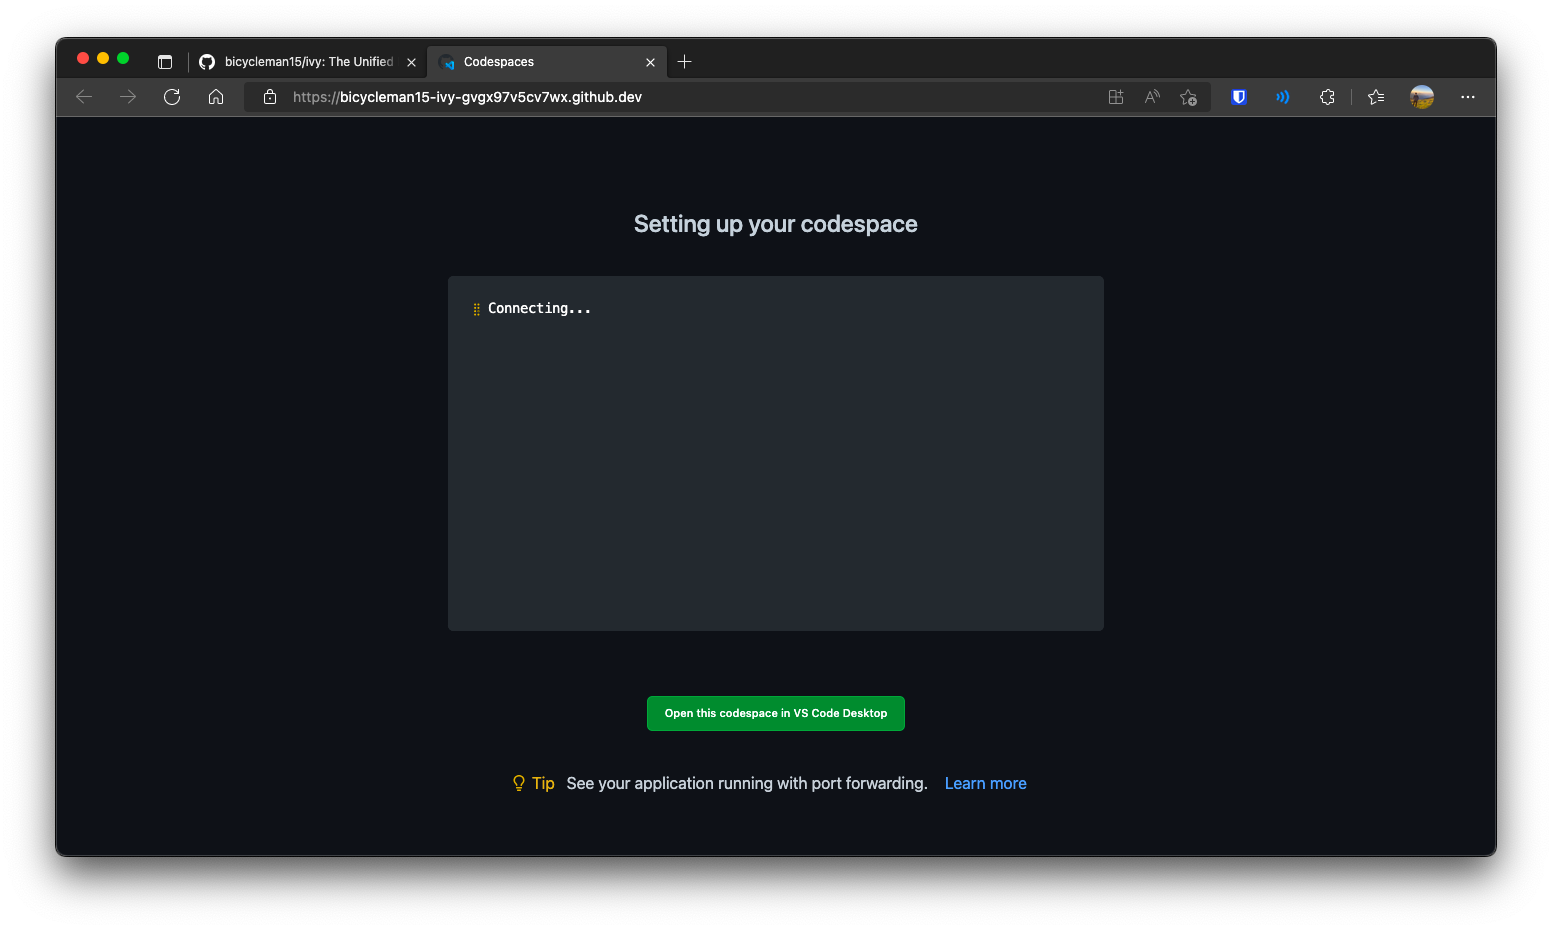 bicycleman15/ivy: The Unified
Codespaces
https://bicycleman15-ivy-gvgx97v5cv7wx.github.dev
Setting up your codespace
Connecting...
Open this codespace in VS Code Desktop
Tip See your application running with port forwarding. Learn more